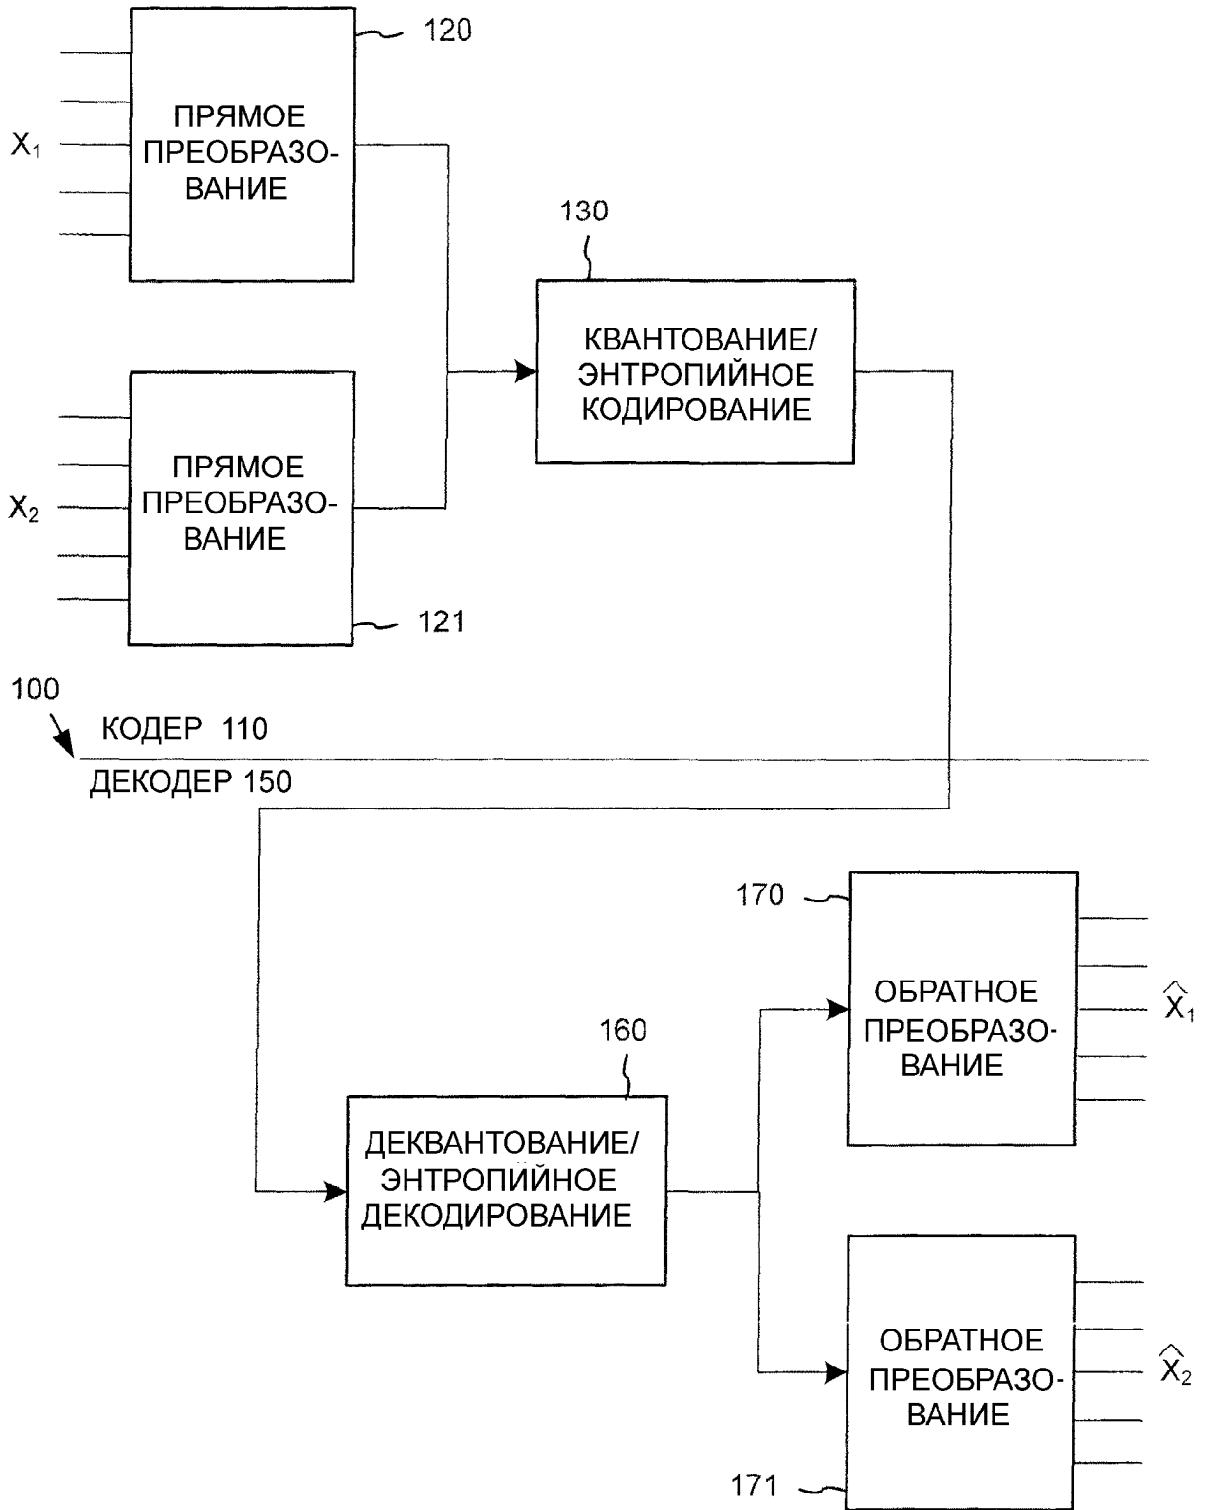 120
ПРЯМОЕ
ПРЕОБРАЗО-
ВАНИЕ
X₁
130
КВАНТОВАНИЕ/
ЭНТРОПИЙНОЕ
КОДИРОВАНИЕ
ПРЯМОЕ
ПРЕОБРАЗО-
ВАНИЕ
X₂
121
100
КОДЕР 110
ДЕКОДЕР 150
170
ОБРАТНОЕ
ПРЕОБРАЗО-
ВАНИЕ
X̂₁
160
ДЕКВАНТОВАНИЕ/
ЭНТРОПИЙНОЕ
ДЕКОДИРОВАНИЕ
ОБРАТНОЕ
ПРЕОБРАЗО-
ВАНИЕ
X̂₂
171